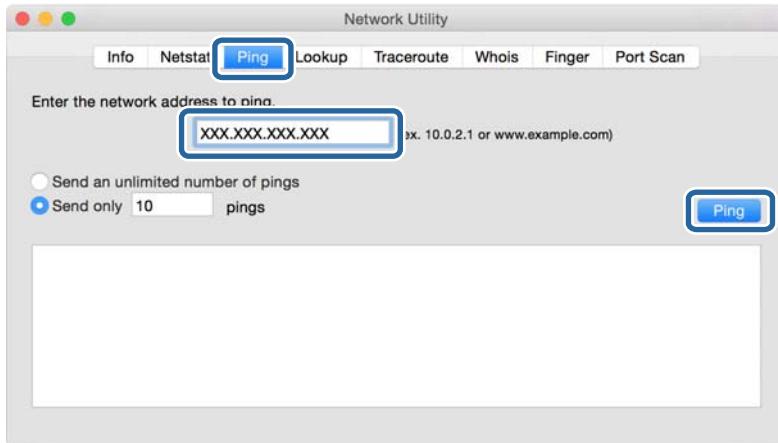 Network Utility
Info Netstat Ping Lookup Traceroute Whois Finger Port Scan
Enter the network address to ping.
XXX.XXX.XXX.XXX ex. 10.0.2.1 or www.example.com)
Send an unlimited number of pings
Send only 10 pings
Ping